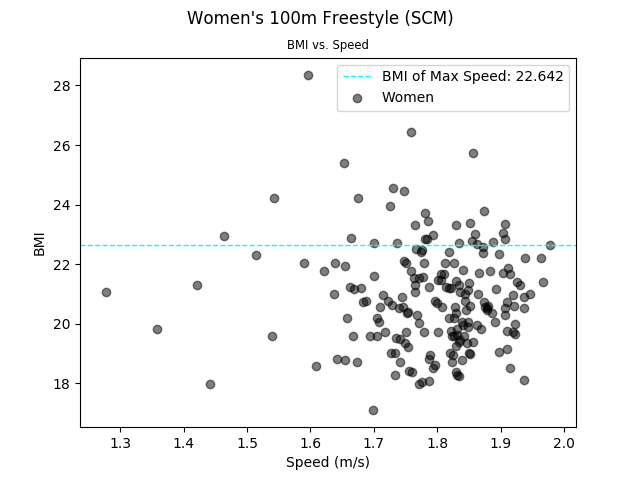 Women's 100m Freestyle (SCM)
BMI vs. Speed
BMI of Max Speed: 22.642
Women
28
26
24
22
20
18
BMI
1.3 1.4 1.5 1.6 1.7 1.8 1.9 2.0
Speed (m/s)